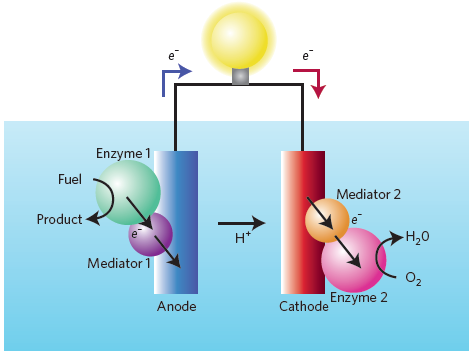 e⁻
e⁻
Enzyme 1
Fuel
Product
e⁻
Mediator 1
H⁺
Anode
Mediator 2
e⁻
H₂0
O₂
Enzyme 2
Cathode